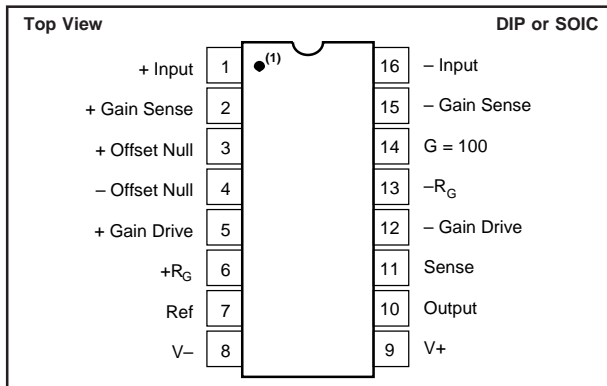 Top View DIP or SOIC
+ Input 1 (1) 16 – Input
+ Gain Sense 2 15 – Gain Sense
+ Offset Null 3 14 G = 100
– Offset Null 4 13 –RG
+ Gain Drive 5 12 – Gain Drive
+RG 6 11 Sense
Ref 7 10 Output
V– 8 9 V+